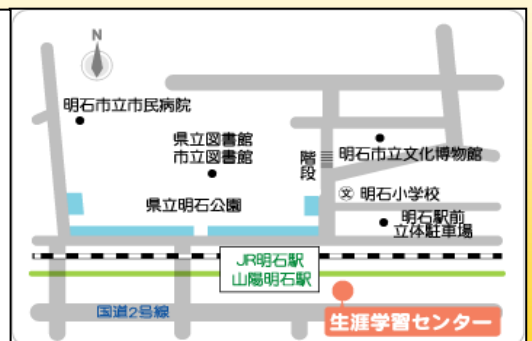 N
明石市立市民病院
県立図書館
市立図書館
階段
明石市立文化博物館
県立明石公園
文 明石小学校
明石駅前
立体駐車場
JR明石駅
山陽明石駅
国道2号線
生涯学習センター